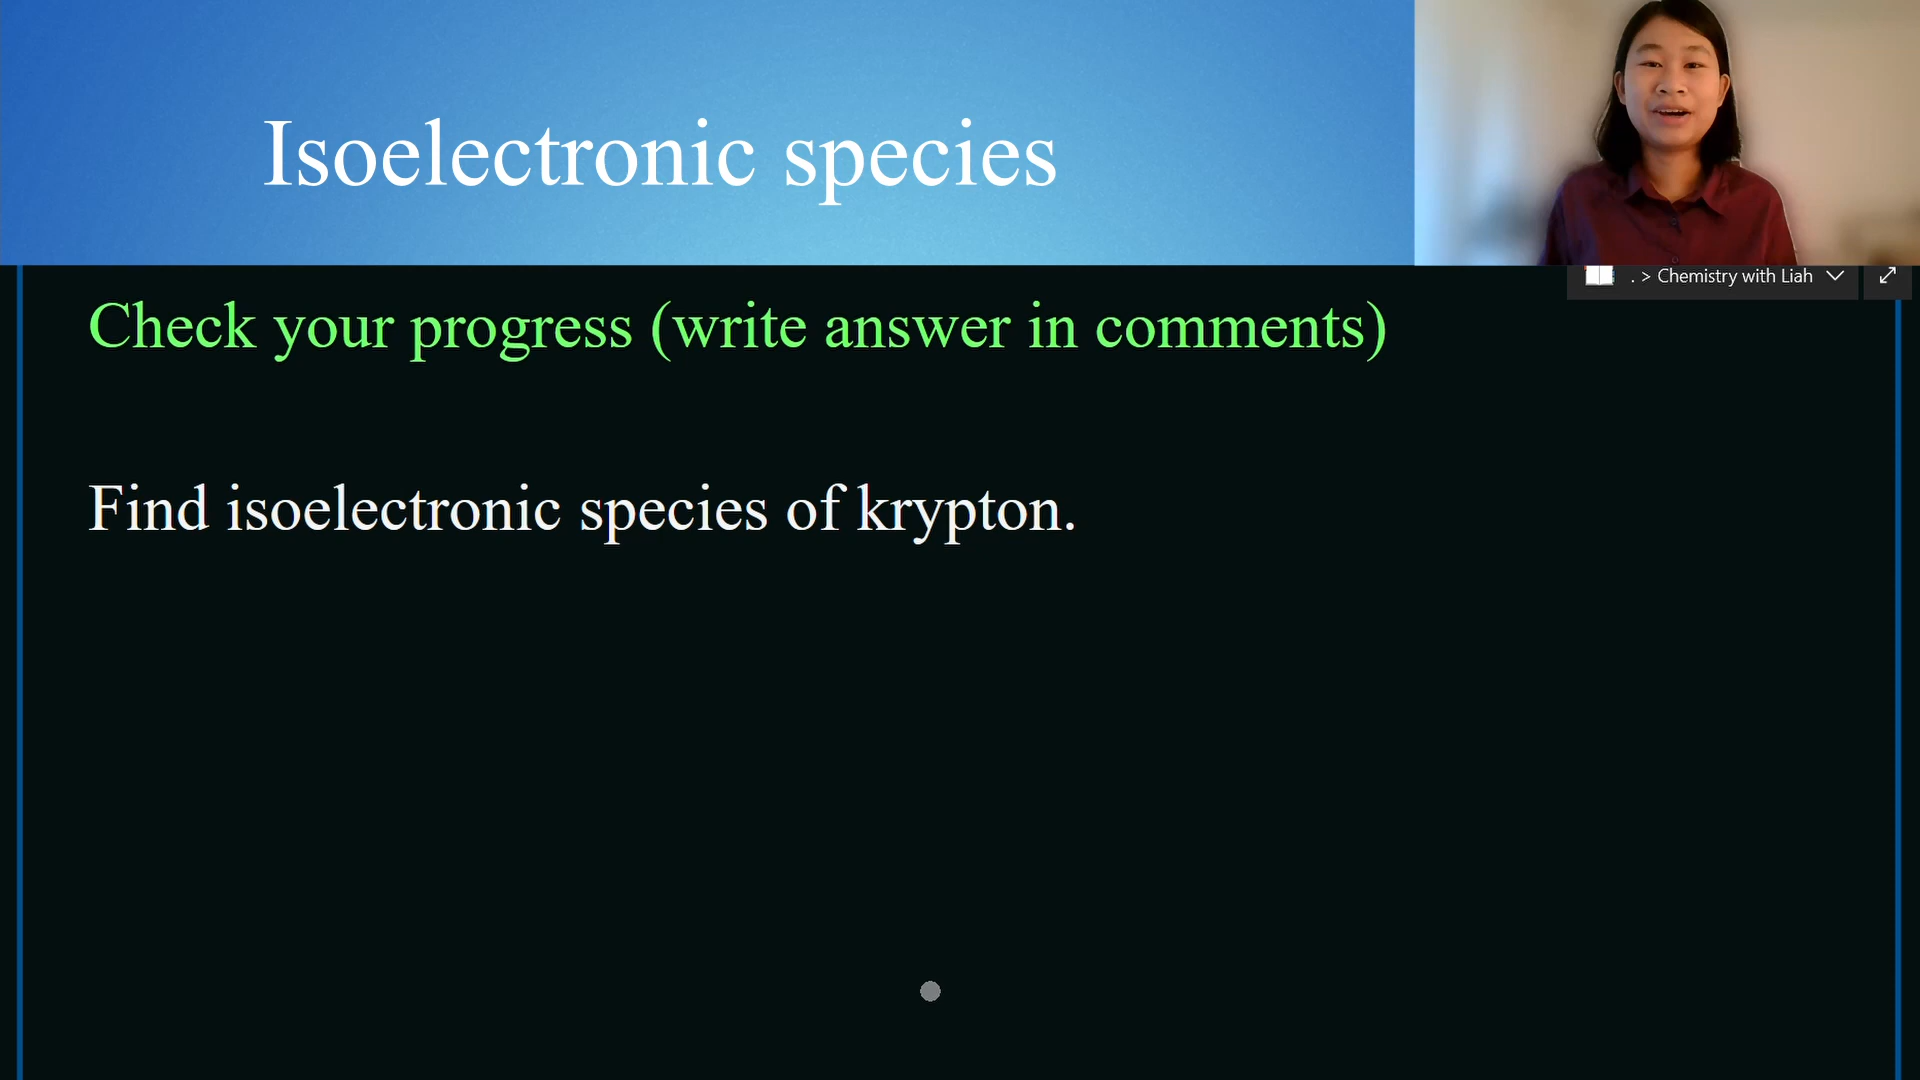 Isoelectronic species
. > Chemistry with Liah
Check your progress (write answer in comments)
Find isoelectronic species of krypton.